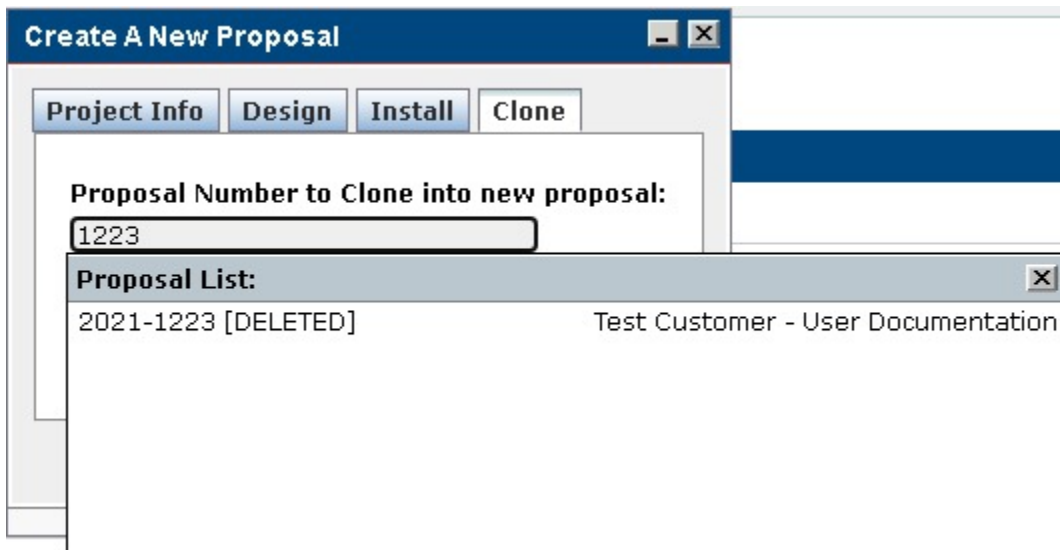 Create A New Proposal
Project Info Design Install Clone
Proposal Number to Clone into new proposal:
1223
Proposal List:
2021-1223 [DELETED] Test Customer - User Documentation